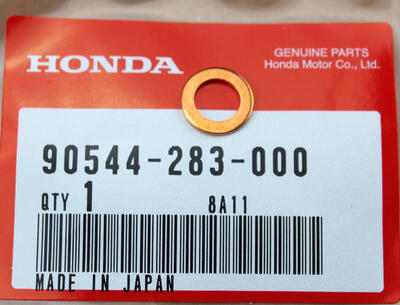 HONDA
GENUINE PARTS
Honda Motor Co., Ltd.
90544-283-000
QTY 1 8A11
MADE IN JAPAN